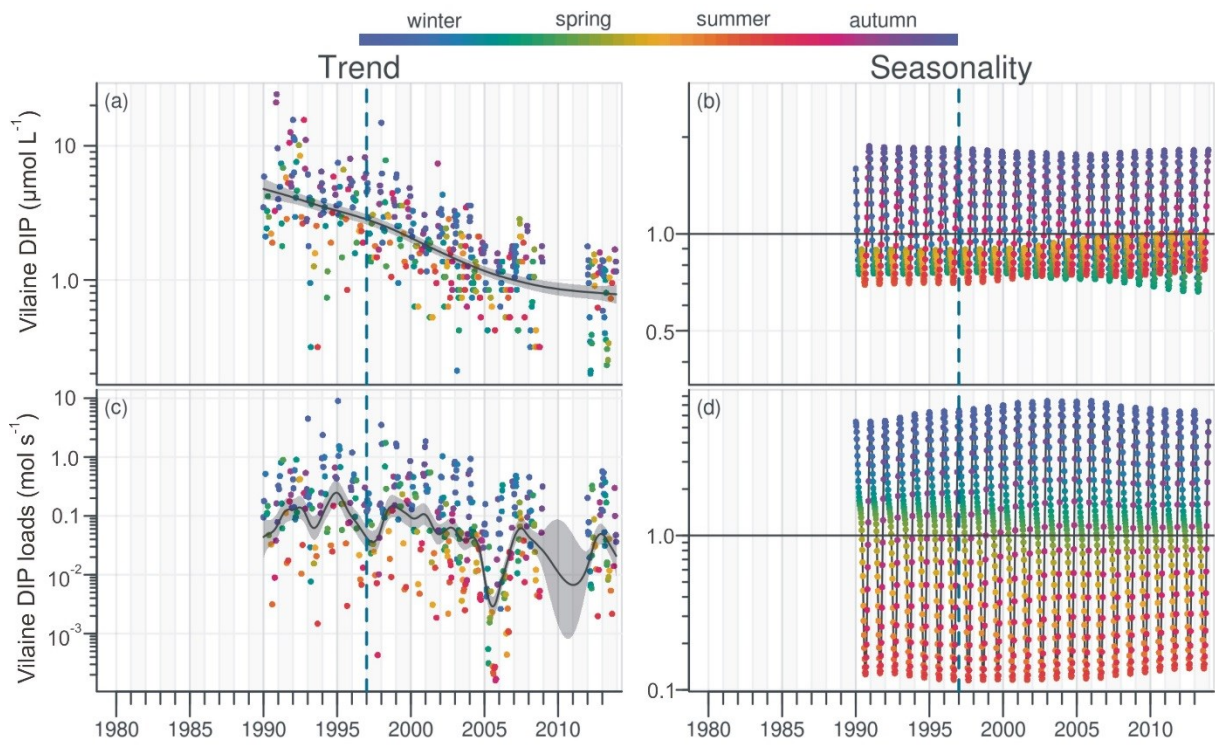 winter spring summer autumn
Trend Seasonality
(a) (b)
Vilaine DIP (µmol L⁻¹)
10
1.0
1.0
0.5
(c) (d)
Vilaine DIP loads (mol s⁻¹)
10
1.0
0.1
10⁻²
10⁻³
1.0
0.1
1980 1985 1990 1995 2000 2005 2010 1980 1985 1990 1995 2000 2005 2010